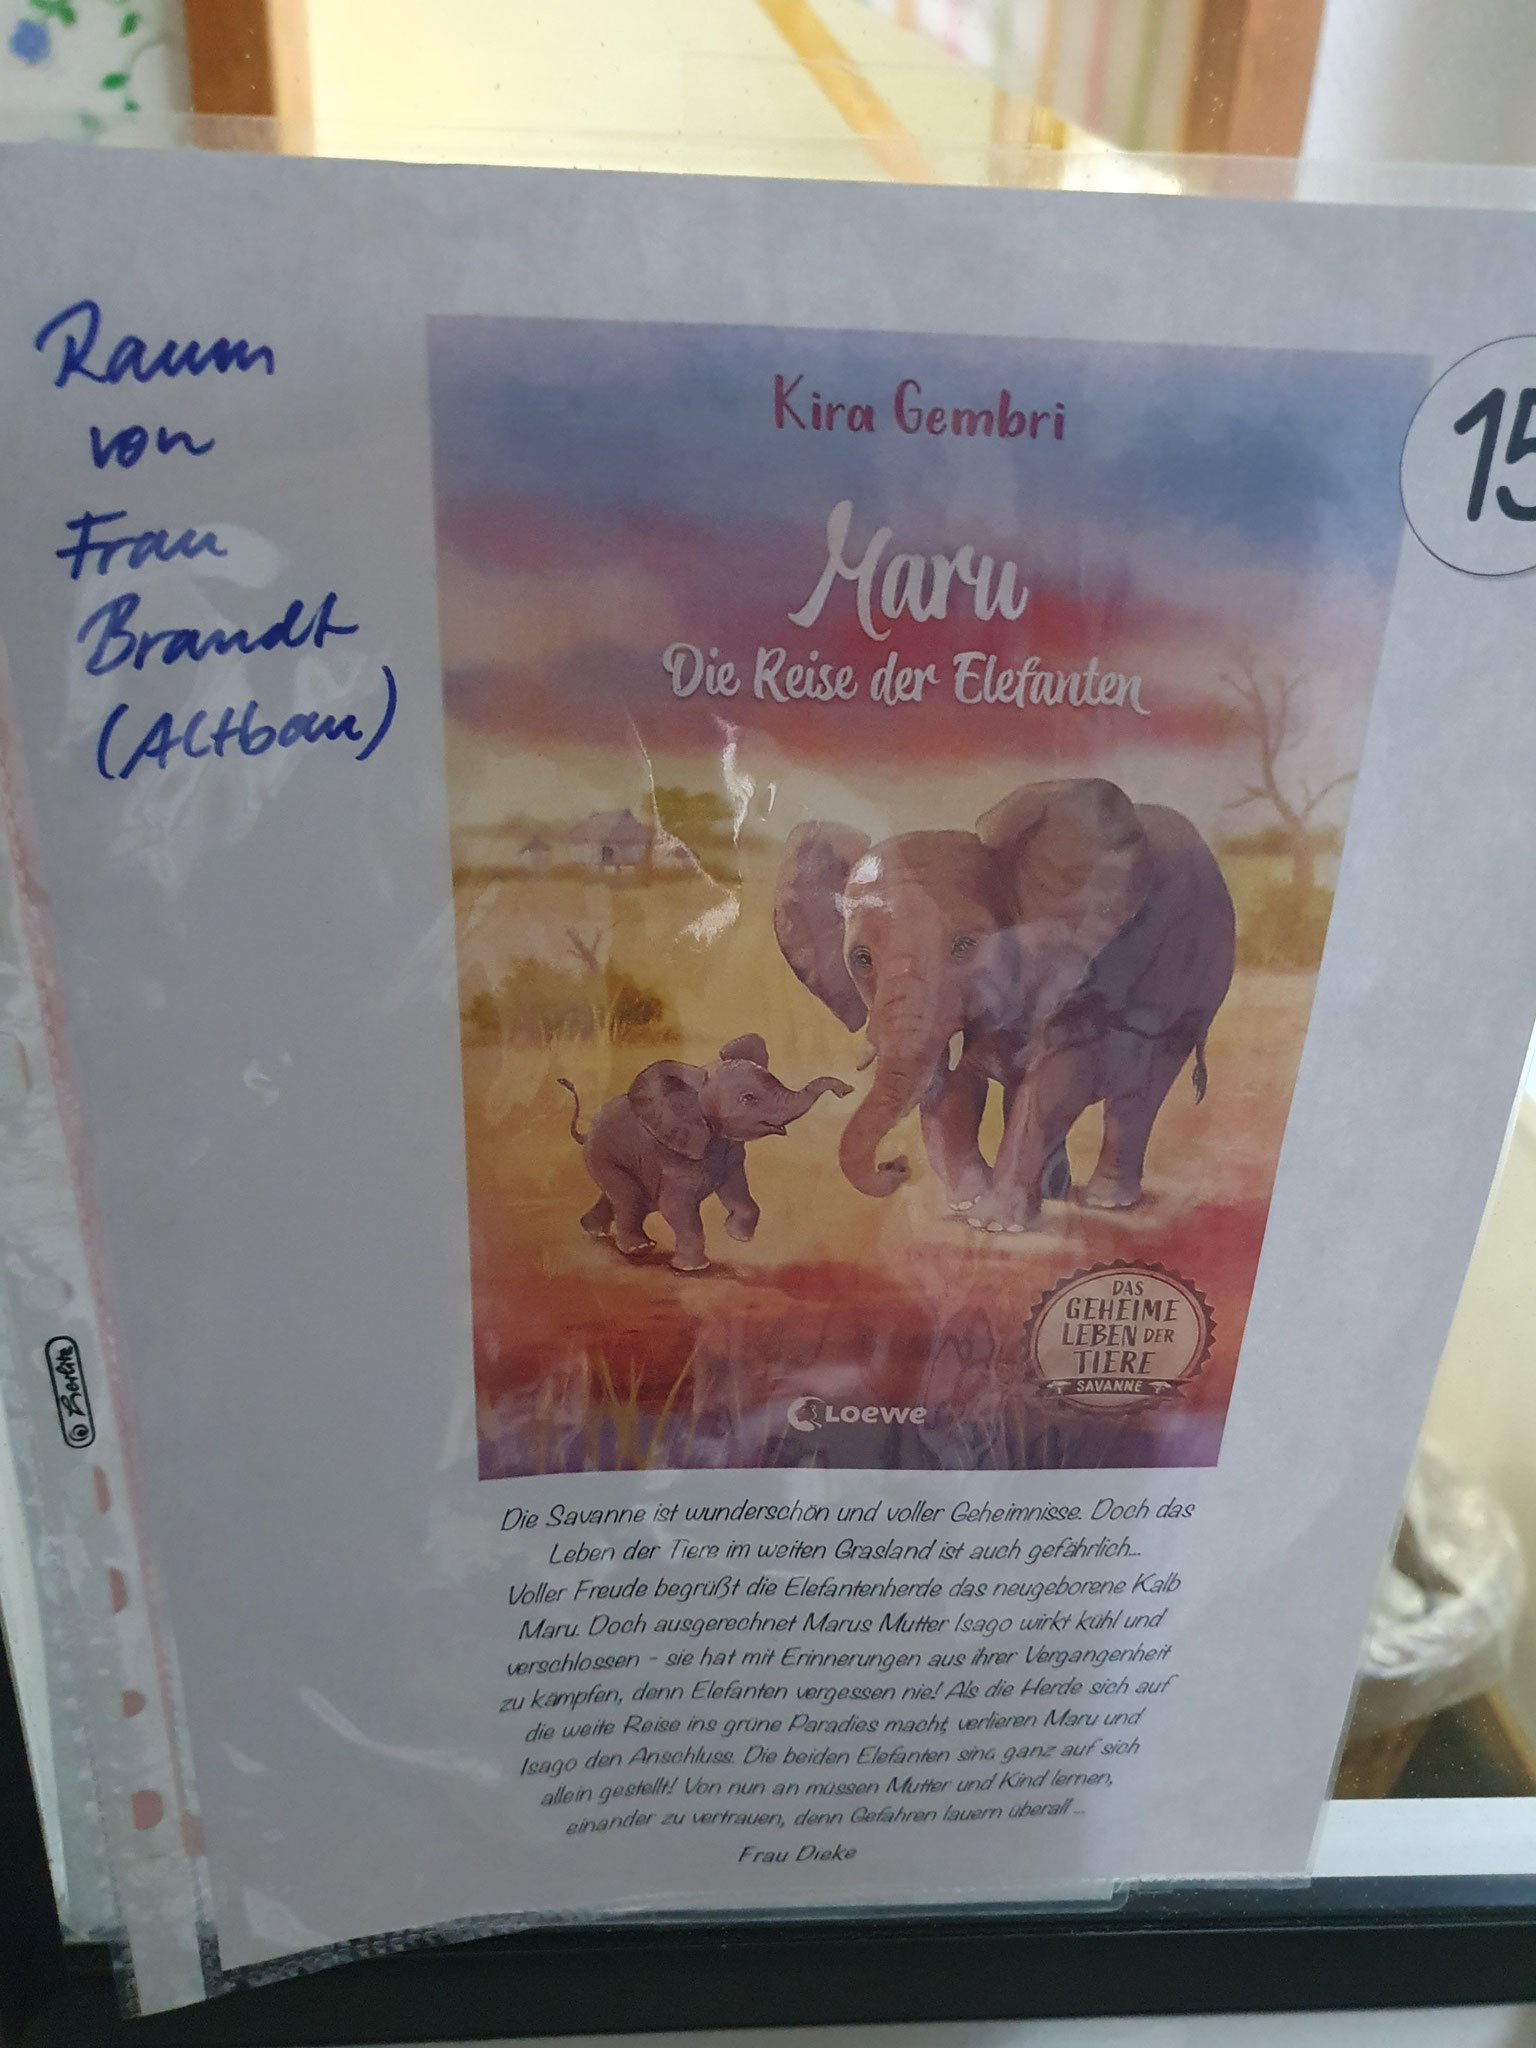 Raum
von
Frau
Brandt
(Altbau)
15
Kira Gembri
Maru
Die Reise der Elefanten
DAS
GEHEIME
LEBEN DER
TIERE
SAVANNE
LOEWE
Berlitz
Die Savanne ist wunderschön und voller Geheimnisse. Doch das
Leben der Tiere im weiten Grasland ist auch gefährlich...
Voller Freude begrüßt die Elefantenherde das neugeborene Kalb
Maru. Doch ausgerechnet Marus Mutter Isago wirkt kühl und
verschlossen - sie hat mit Erinnerungen aus ihrer Vergangenheit
zu kämpfen, denn Elefanten vergessen nie! Als die Herde sich auf
die weite Reise ins grüne Paradies macht, verlieren Maru und
Isago den Anschluss. Die beiden Elefanten sind ganz auf sich
allein gestellt! Von nun an müssen Mutter und Kind lernen,
einander zu vertrauen, denn Gefahren lauern überall ...
Frau Dieke